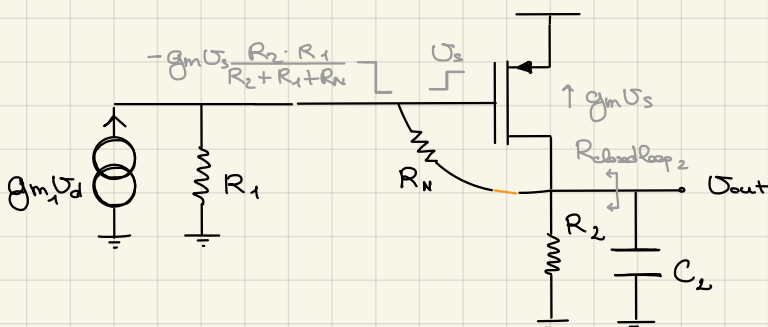 -gmUs R2·R1 / R2+R1+RN
Us
gmUs
Rclosedloop2
gm1Ud
R1
RN
Uout
R2
C2